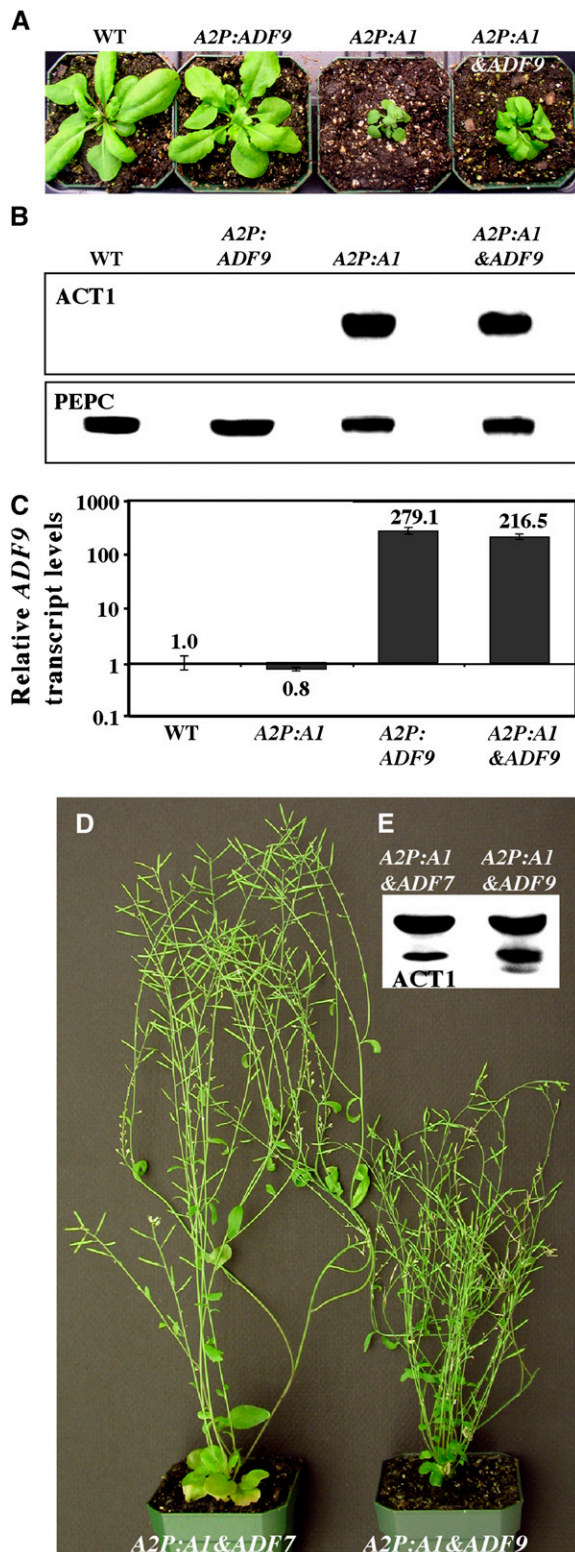 A
WT A2P:ADF9 A2P:A1 A2P:A1
&ADF9
B
WT A2P:
ADF9 A2P:A1 A2P:A1
&ADF9
ACT1
PEPC
C
Relative ADF9
transcript levels
1000
100
10
1
0.1
1.0
0.8
279.1
216.5
WT A2P:A1 A2P:
ADF9 A2P:A1
&ADF9
D
E
A2P:A1
&ADF7
A2P:A1
&ADF9
ACT1
A2P:A1&ADF7 A2P:A1&ADF9